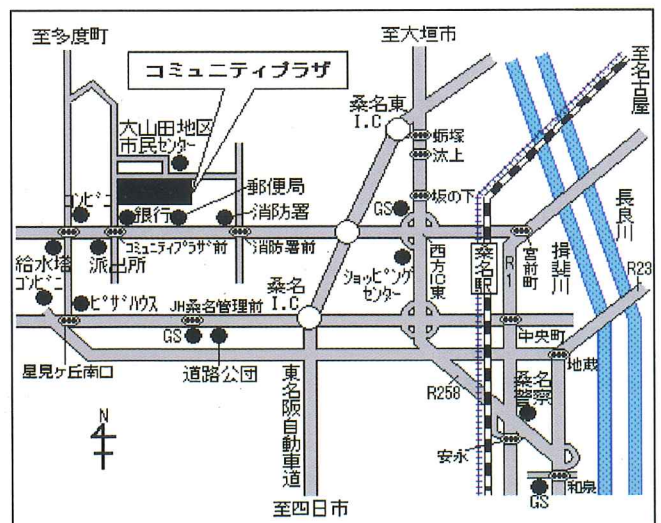 至多度町
至大垣市
コミュニティプラザ
至名古屋
桑名東
I.C
大山田地区
市民センター
蛎塚
汰上
コンビニ
郵便局
坂の下
長良川
銀行
消防署
GS
揖斐川
給水塔
派出所
コミュニティプラザ前
消防署前
ショッピング
センター
西方IC東
桑名駅
R1
宮前町
R23
コンビニ
ピザハウス
JH桑名管理前
桑名
I.C
中央町
GS
道路公団
地蔵
星見ヶ丘南口
東名阪自動車道
R258
桑名
警察
N
安永
和泉
GS
至四日市